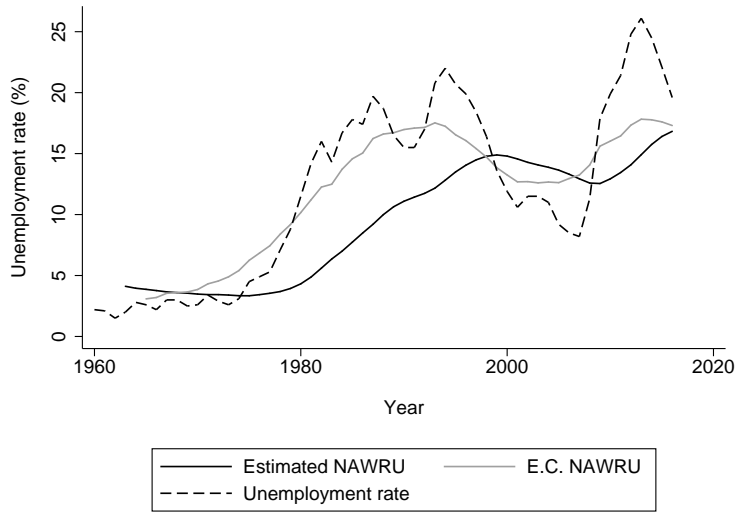 Unemployment rate (%)
25
20
15
10
5
0
1960
1980
2000
2020
Year
Estimated NAWRU
E.C. NAWRU
Unemployment rate